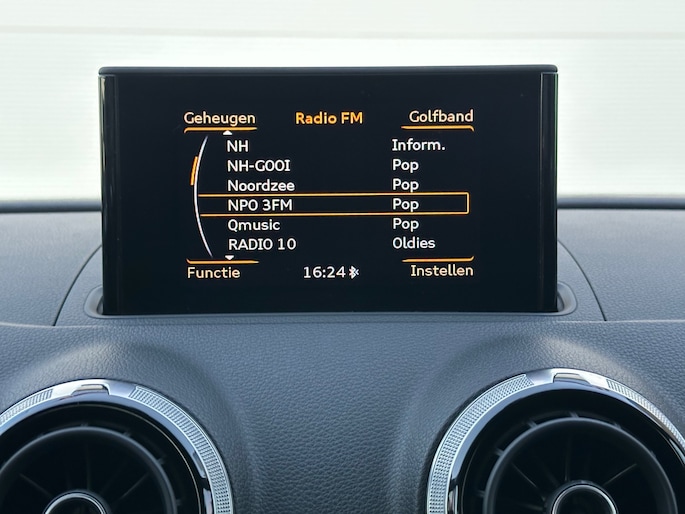 Geheugen Radio FM Golfband
NH Inform.
NH-GOOI Pop
Noordzee Pop
NPO 3FM Pop
Qmusic Pop
RADIO 10 Oldies
Functie 16:24 Instellen